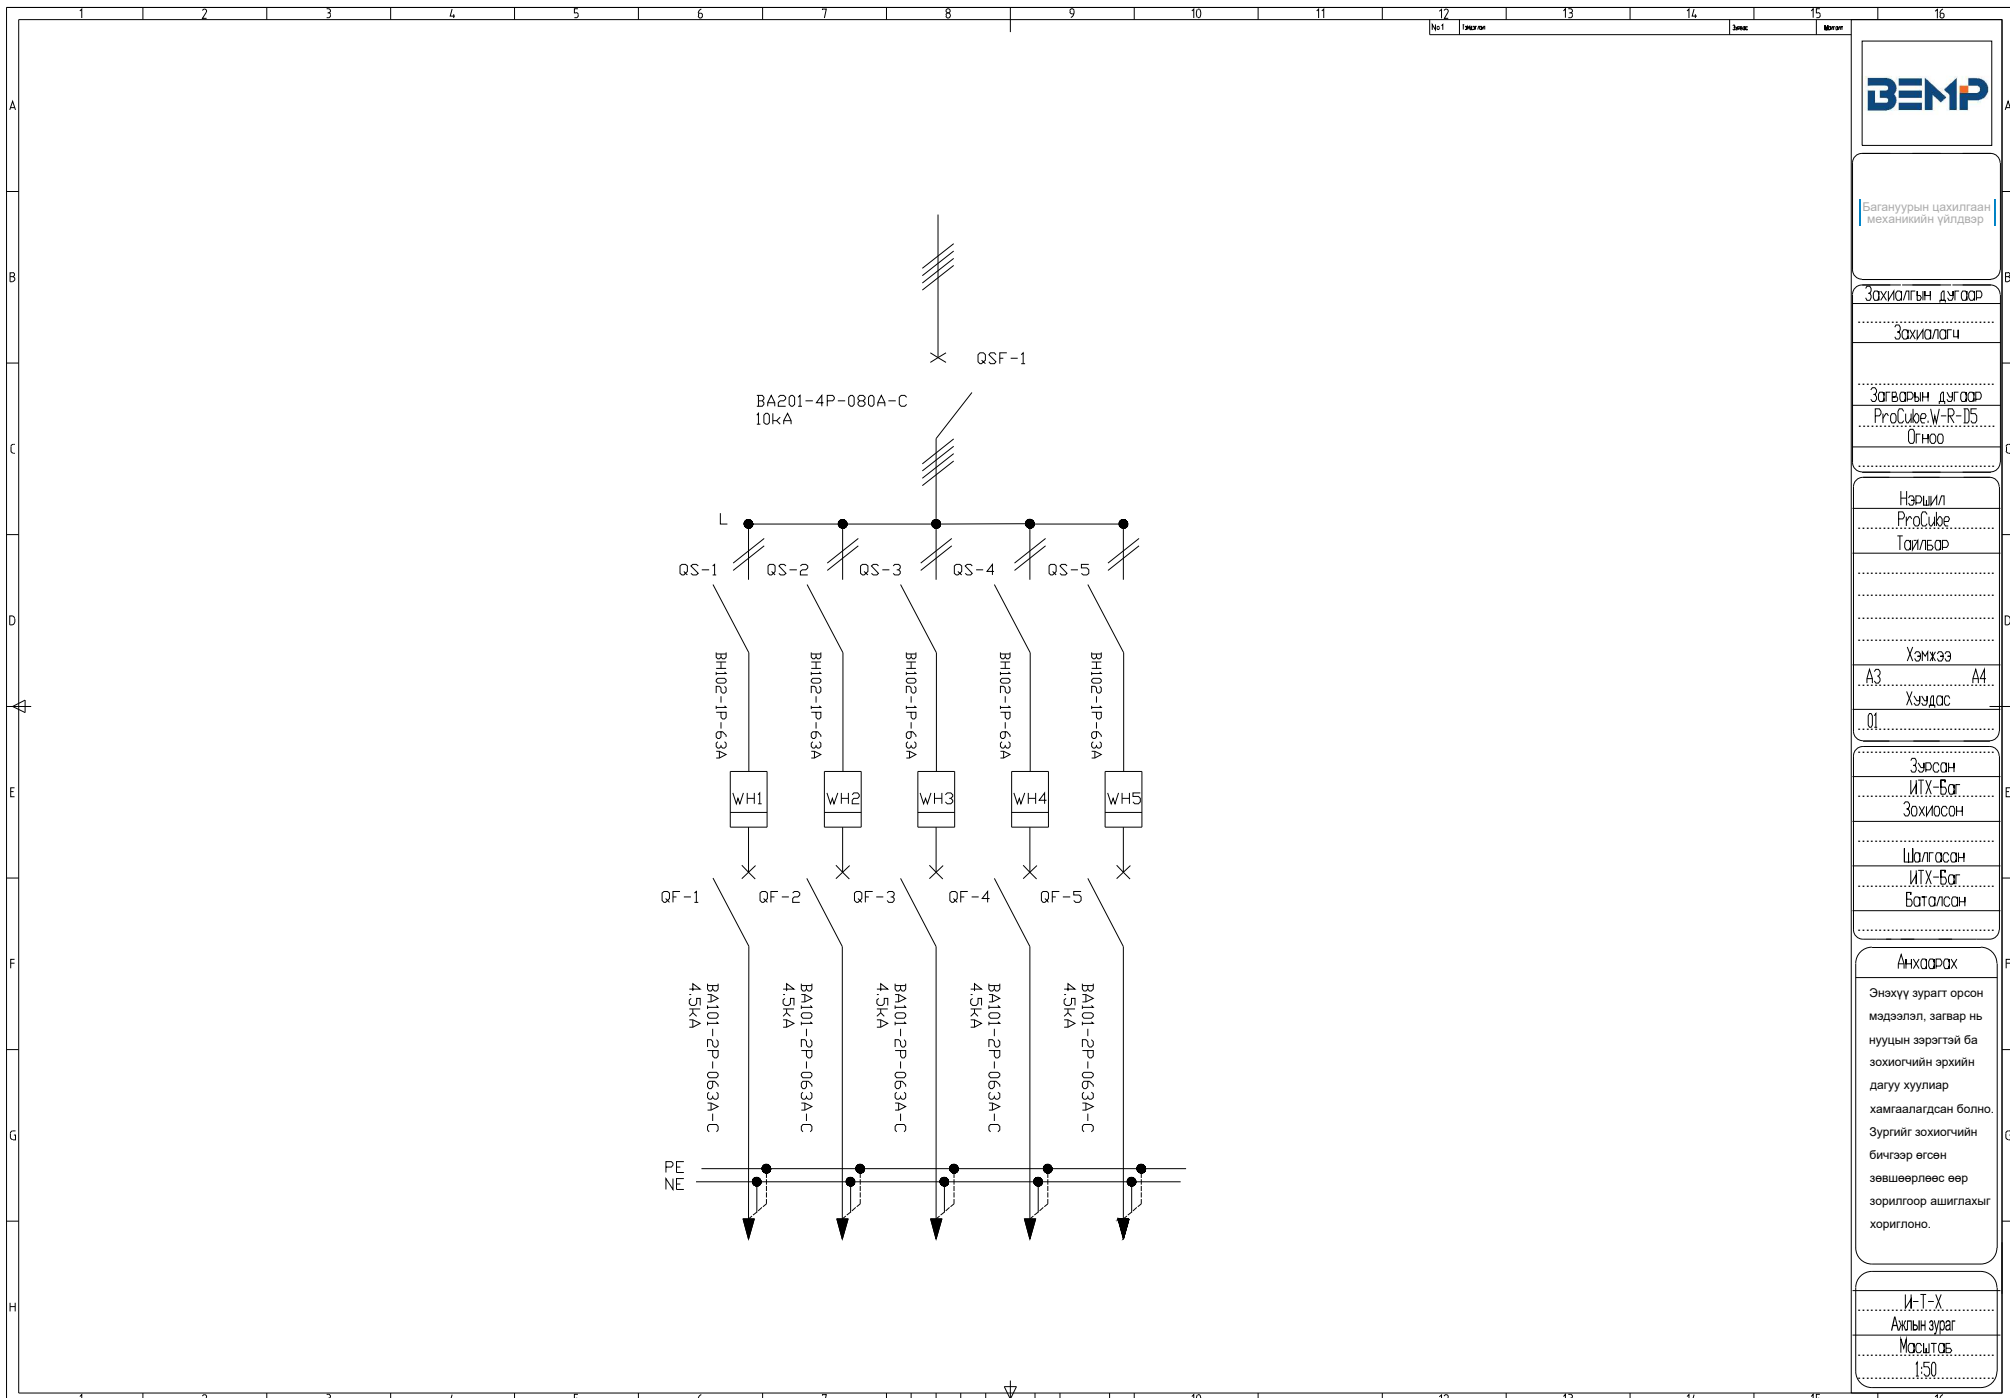 1 2 3 4 5 6 7 8 9 10 11 12 13 14 15 16
№1
A
B
C
D
E
F
G
H
QSF-1
BA201-4P-080A-C
10kA
L
QS-1 QS-2 QS-3 QS-4 QS-5
BH102-1P-63A BH102-1P-63A BH102-1P-63A BH102-1P-63A BH102-1P-63A
WH1 WH2 WH3 WH4 WH5
QF-1 QF-2 QF-3 QF-4 QF-5
BA101-2P-063A-C BA101-2P-063A-C BA101-2P-063A-C BA101-2P-063A-C BA101-2P-063A-C
4.5kA 4.5kA 4.5kA 4.5kA 4.5kA
PE
NE
BEMP
Багануурын цахилгаан
механикийн үйлдвэр
Захиалгын дугаар
Захиалагч
Загварын дугаар
ProCube.W-R-D5
Огноо
Нэршил
ProCube
Тайлбар
Хэмжээ
A3 A4
Хуудас
01
Зурсан
ИТХ-Баг
Зохиосон
Шалгасан
ИТХ-Баг
Баталсан
Анхаарах
Энэхүү зурагт орсон
мэдээлэл, загвар нь
нууцын зэрэгтэй ба
зохиогчийн эрхийн
дагуу хуулиар
хамгаалагдсан болно.
Зургийг зохиогчийн
бичгээр өгсөн
зөвшөөрлөөс өөр
зорилгоор ашиглахыг
хориглоно.
И-Т-Х
Ажлын зураг
Масштаб
1:50